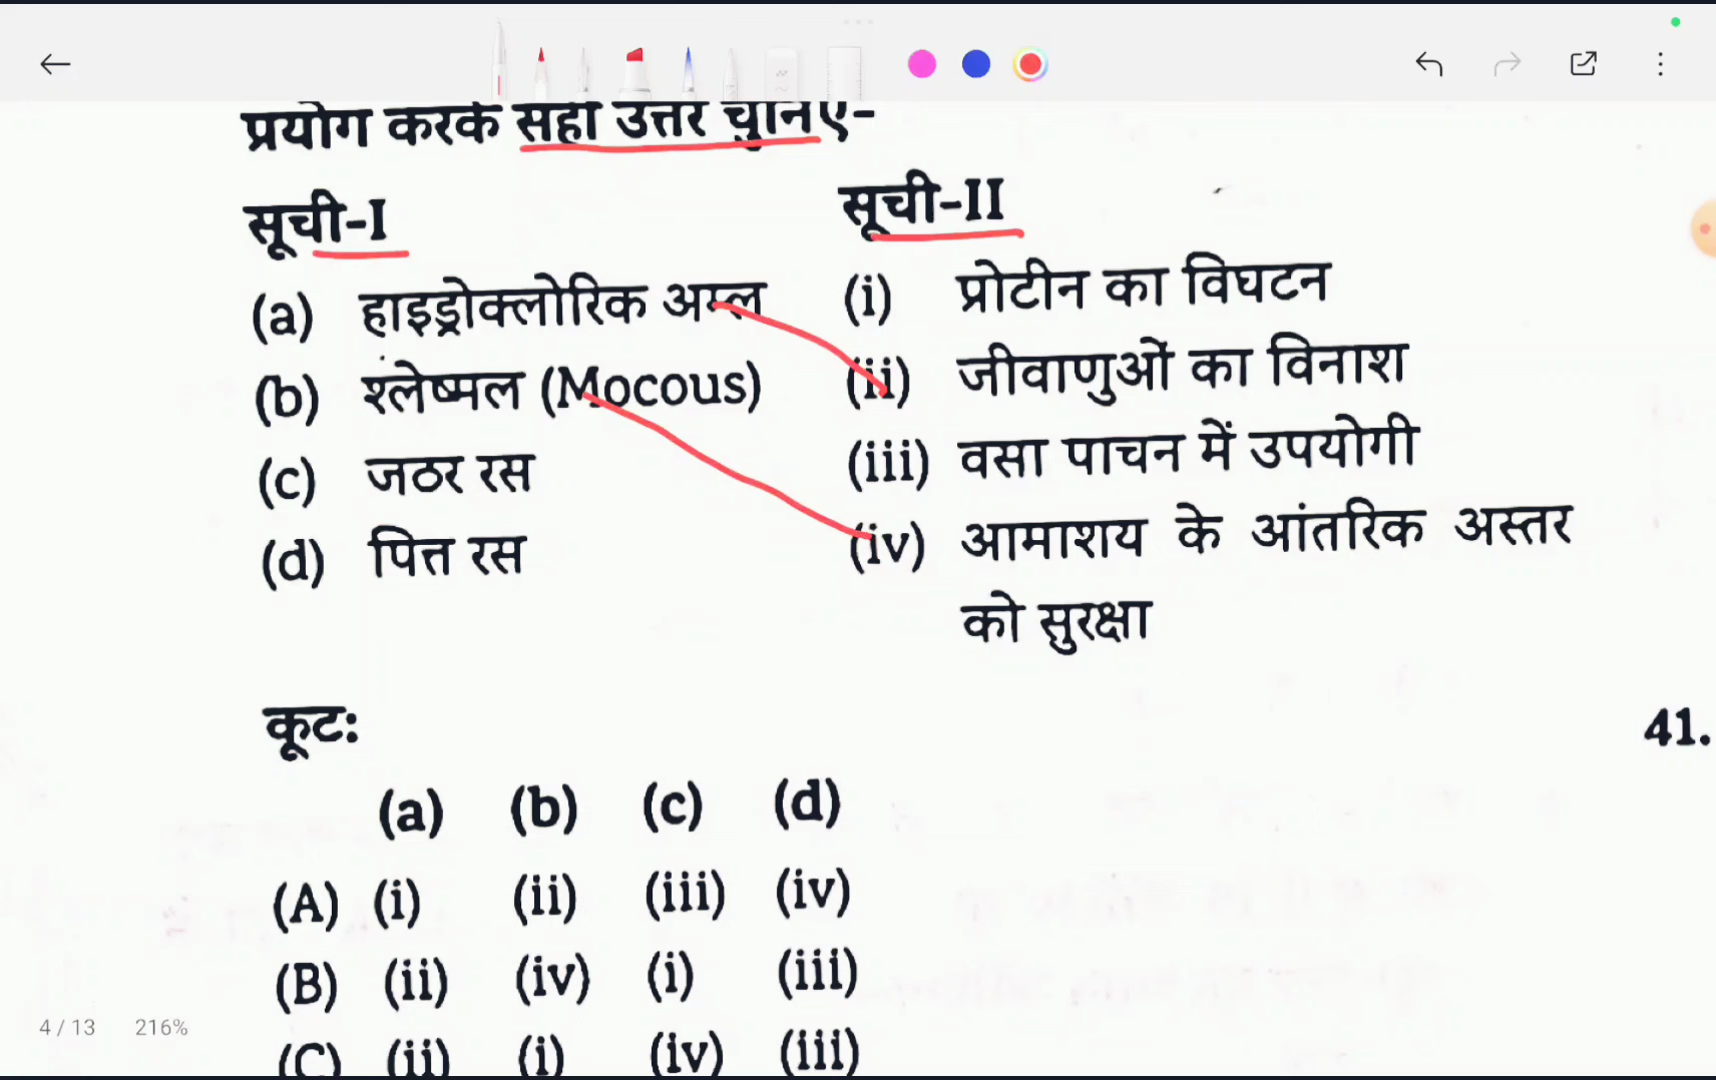 प्रयोग करके सही उत्तर चुनिए-
सूची-I
सूची-II
(a) हाइड्रोक्लोरिक अम्ल
(i) प्रोटीन का विघटन
(b) श्लेष्मल (Mocous)
(ii) जीवाणुओं का विनाश
(c) जठर रस
(iii) वसा पाचन में उपयोगी
(d) पित्त रस
(iv) आमाशय के आंतरिक अस्तर
को सुरक्षा
कूट:
41.
(a) (b) (c) (d)
(A) (i) (ii) (iii) (iv)
(B) (ii) (iv) (i) (iii)
(C) (ii) (i) (iv) (iii)
4 / 13 216%